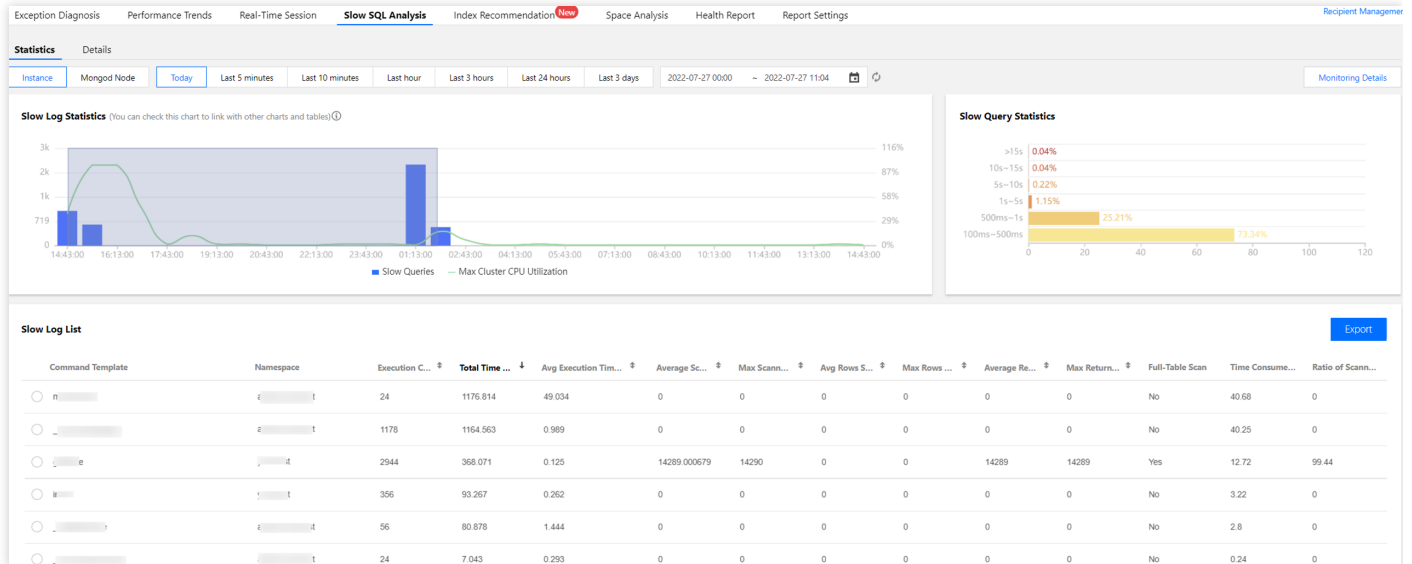 Exception Diagnosis Performance Trends Real-Time Session Slow SQL Analysis Index Recommendation New Space Analysis Health Report Report Settings Recipient Managemen
Statistics Details
Instance Mongod Node Today Last 5 minutes Last 10 minutes Last hour Last 3 hours Last 24 hours Last 3 days 2022-07-27 00:00 ~ 2022-07-27 11:04 Monitoring Details
Slow Log Statistics (You can check this chart to link with other charts and tables)
3k 116%
2k 87%
1k 58%
719 29%
0 0%
14:43:00 16:13:00 17:43:00 19:13:00 20:43:00 22:13:00 23:43:00 01:13:00 02:43:00 04:13:00 05:43:00 07:13:00 08:43:00 10:13:00 11:43:00 13:13:00 14:43:00
Slow Queries Max Cluster CPU Utilization
Slow Query Statistics
>15s 0.04%
10s~15s 0.04%
5s~10s 0.22%
1s~5s 1.15%
500ms~1s 25.21%
100ms~500ms 73.34%
0 20 40 60 80 100 120
Slow Log List Export
Command Template Namespace Execution C... Total Time ... Avg Execution Tim... Average Sc... Max Scann... Avg Rows S... Max Rows ... Average Re... Max Return... Full-Table Scan Time Consume... Ratio of Scann...
24 1176.814 49.034 0 0 0 0 0 0 No 40.68 0
1178 1164.563 0.989 0 0 0 0 0 0 No 40.25 0
2944 368.071 0.125 14289.000679 14290 0 0 14289 14289 Yes 12.72 99.44
356 93.267 0.262 0 0 0 0 0 0 No 3.22 0
56 80.878 1.444 0 0 0 0 0 0 No 2.8 0
24 7.043 0.293 0 0 0 0 0 0 No 0.24 0